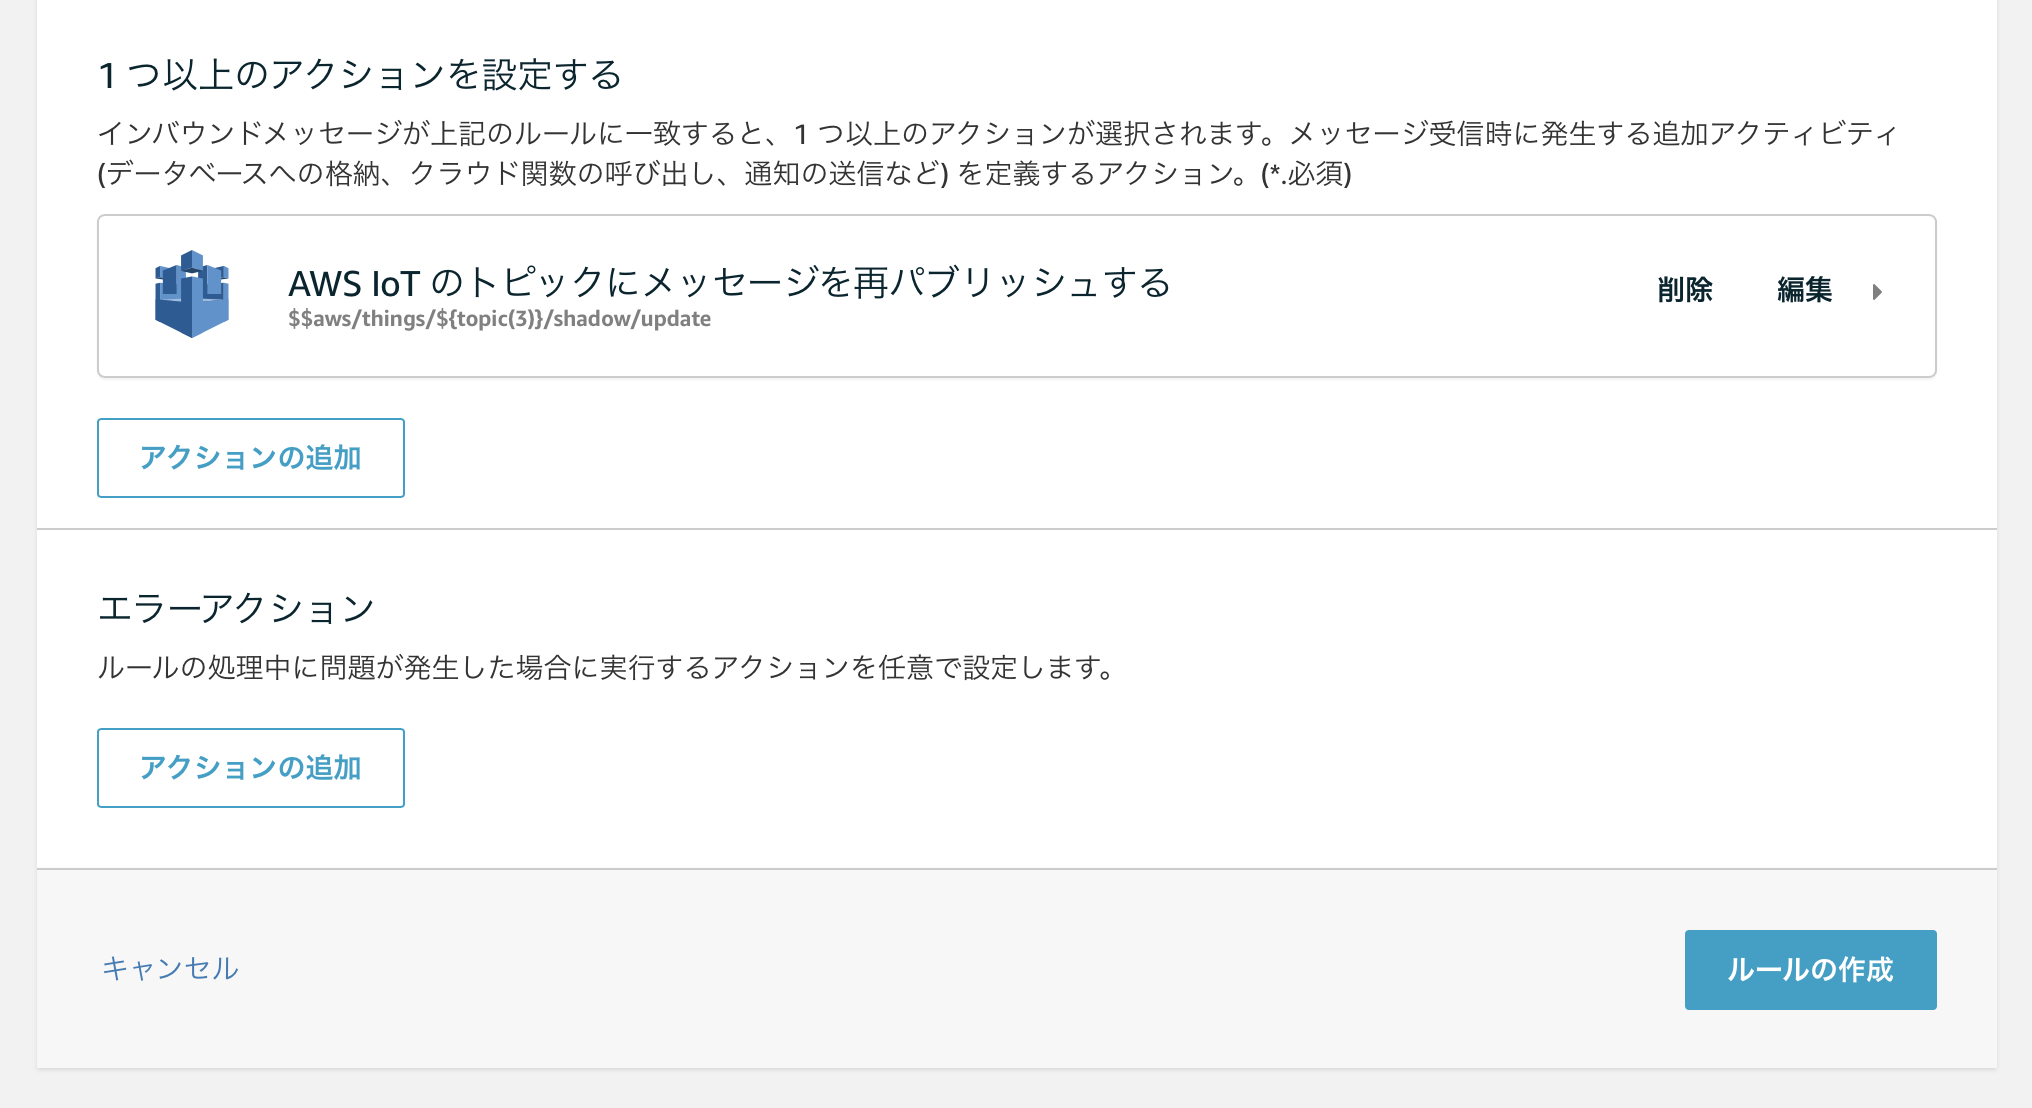 1 つ以上のアクションを設定する
インバウンドメッセージが上記のルールに一致すると、1 つ以上のアクションが選択されます。メッセージ受信時に発生する追加アクティビティ
(データベースへの格納、クラウド関数の呼び出し、通知の送信など) を定義するアクション。(*.必須)
AWS IoT のトピックにメッセージを再パブリッシュする
$$aws/things/${topic(3)}/shadow/update
削除 編集
アクションの追加
エラーアクション
ルールの処理中に問題が発生した場合に実行するアクションを任意で設定します。
アクションの追加
キャンセル
ルールの作成